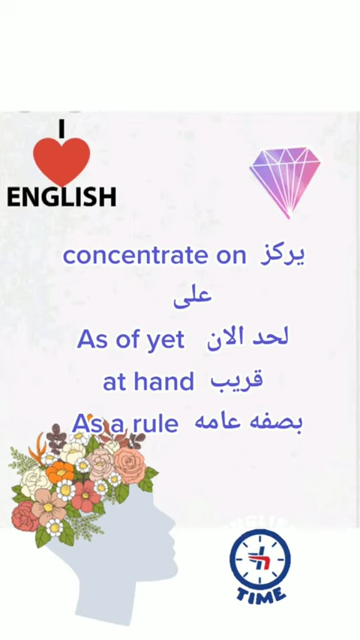 I
ENGLISH
concentrate on يركز
على
As of yet لحد الان
at hand قريب
As a rule بصفه عامه
TIME